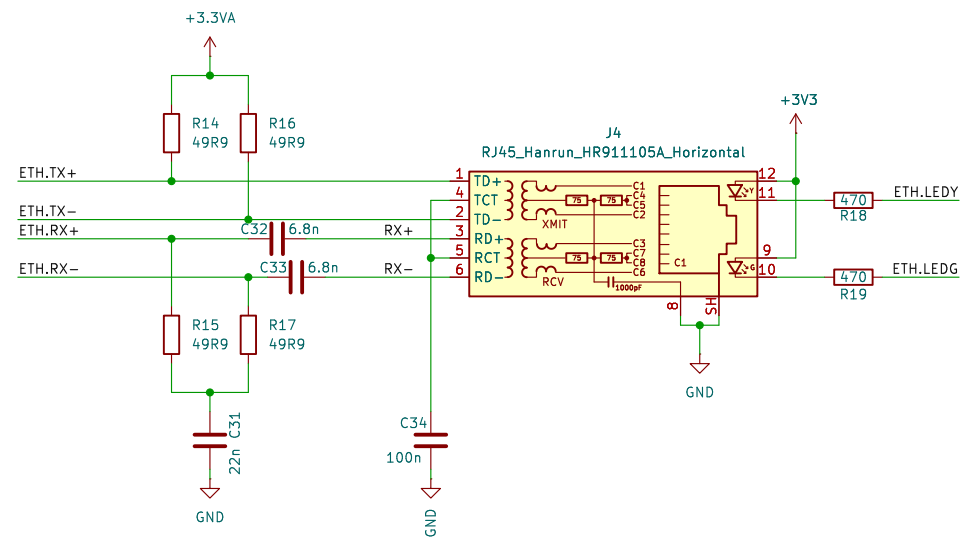 +3.3VA
R14
49R9
R16
49R9
+3V3
J4
RJ45_Hanrun_HR911105A_Horizontal
ETH.TX+
ETH.TX-
ETH.RX+
ETH.RX-
C32
6.8n
C33
6.8n
RX+
RX-
1
4
2
3
5
6
TD+
TCT
TD-
RD+
RCT
RD-
75
75
XMIT
75
75
RCV
1000pF
C1
C4
C5
C2
C3
C7
C8
C6
C1
Y
G
12
11
9
10
8
SH
470
R18
ETH.LEDY
470
R19
ETH.LEDG
R15
49R9
R17
49R9
C31
22n
GND
C34
100n
GND
GND